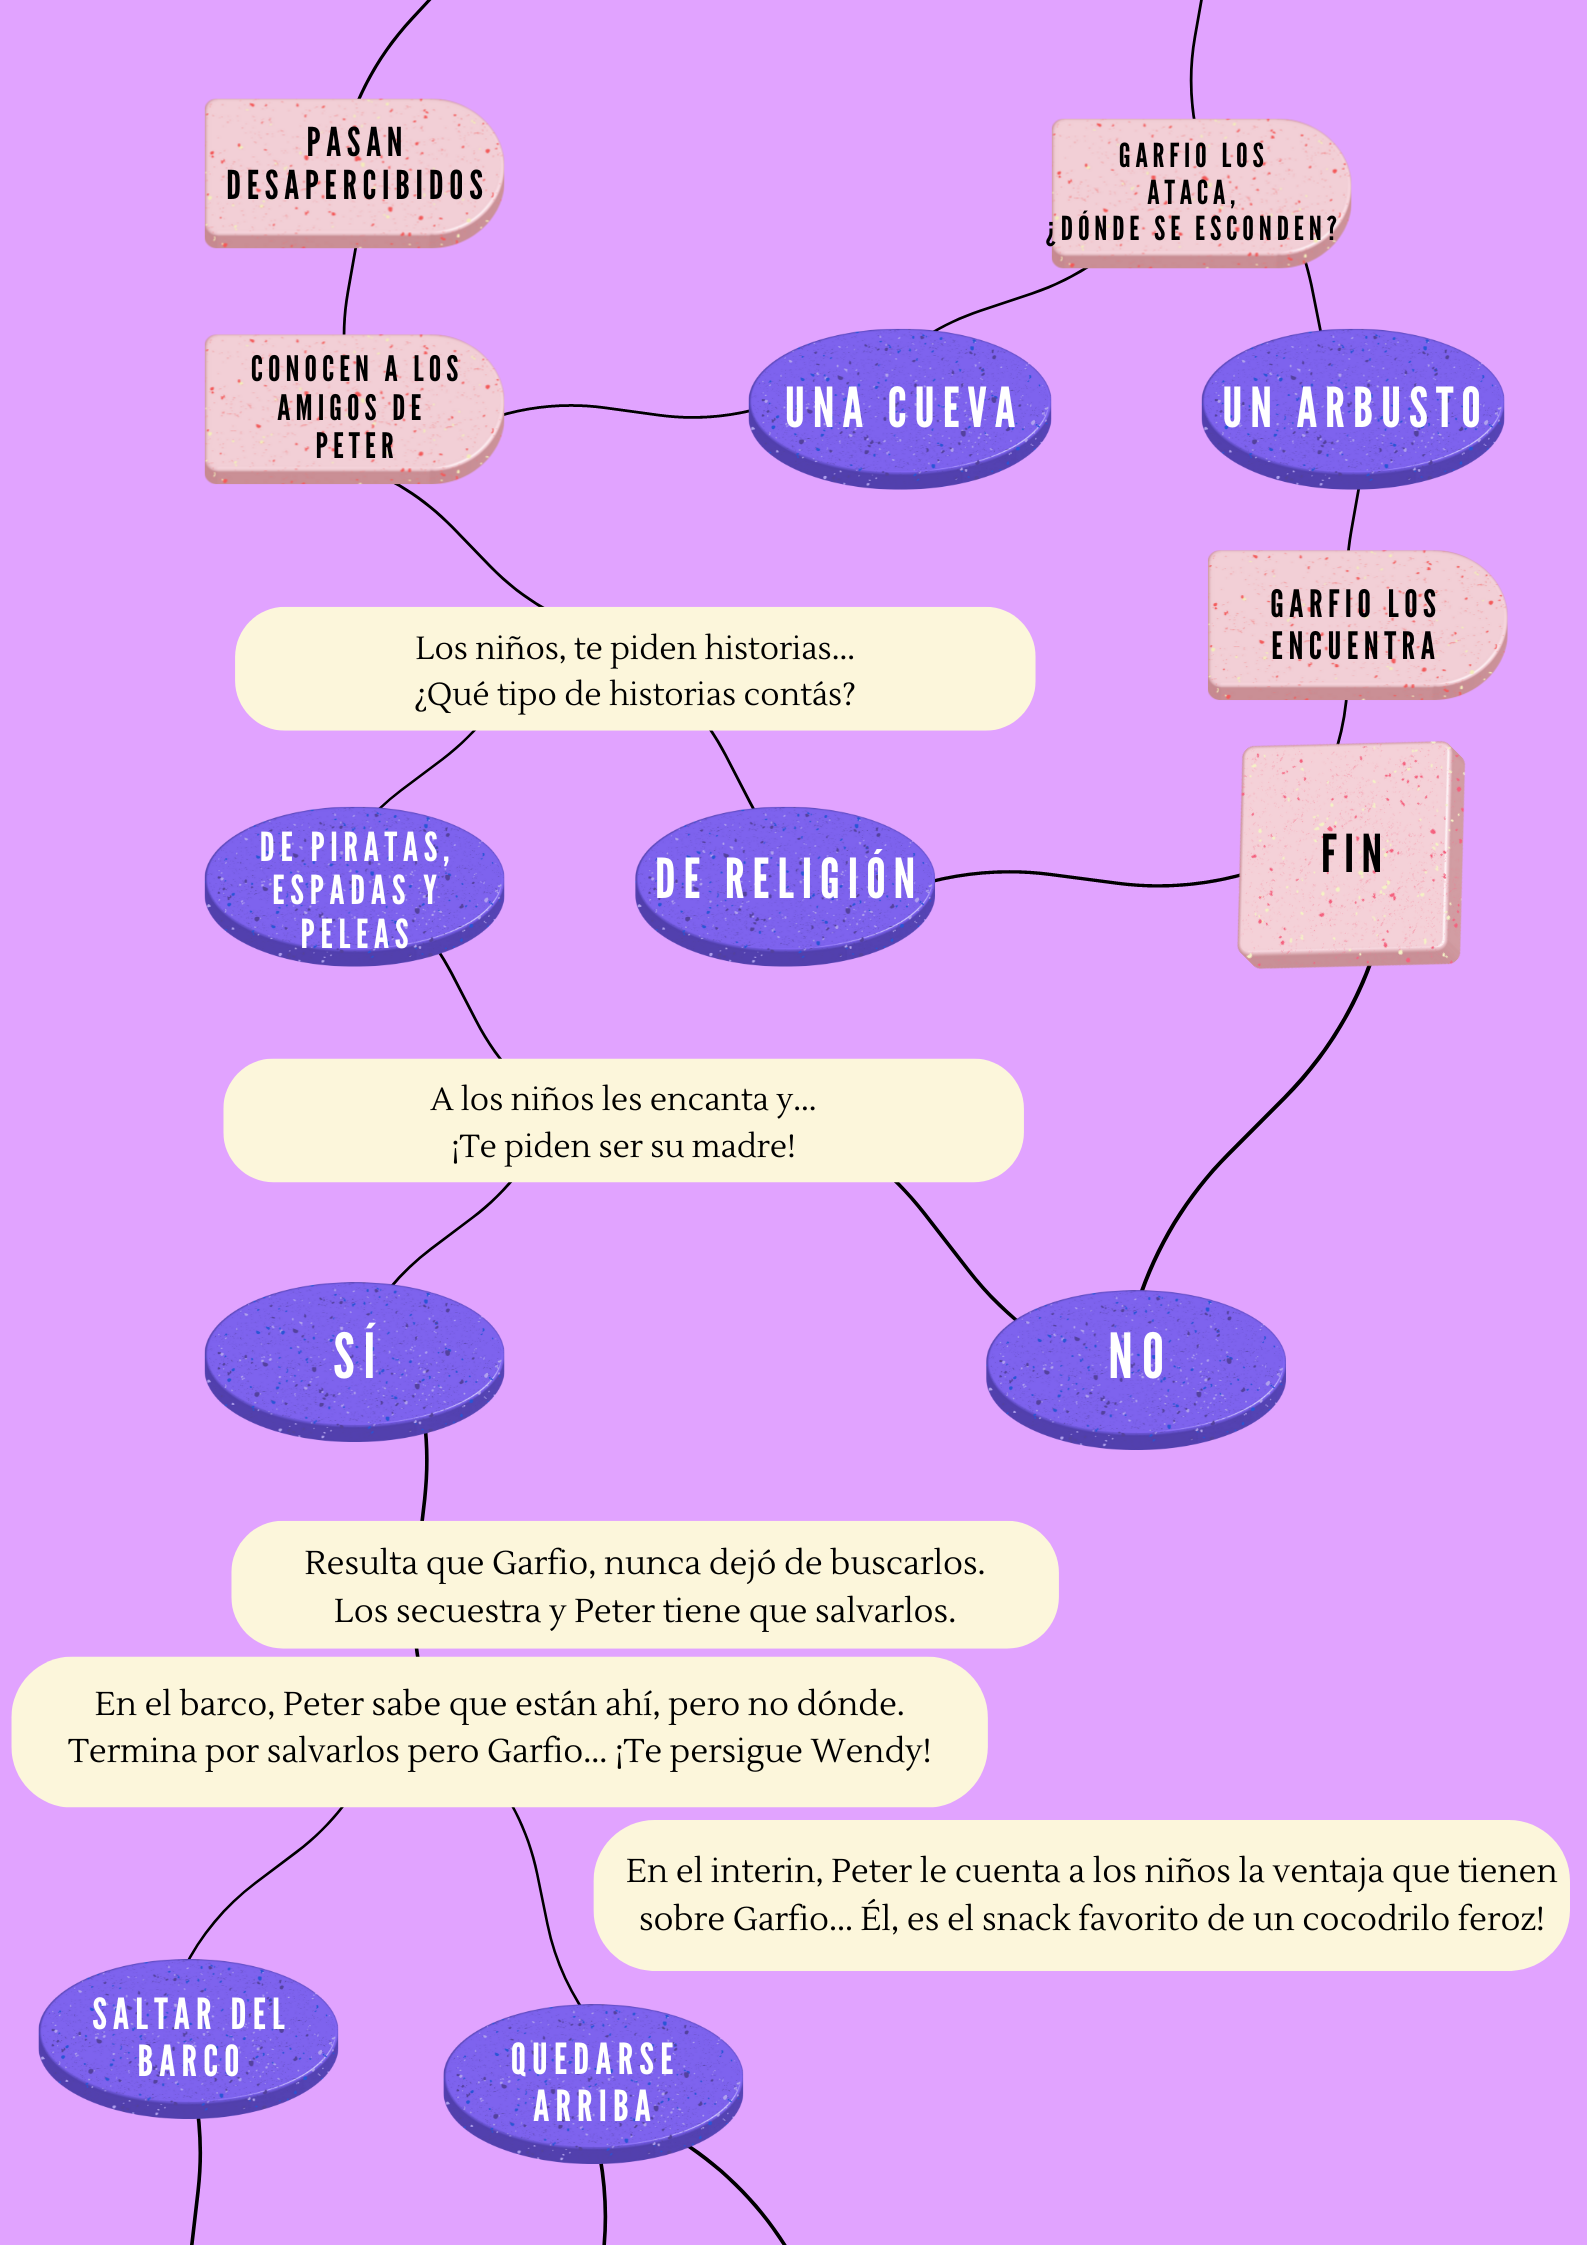 PASAN
DESAPERCIBIDOS
GARFIO LOS
ATACA,
¿DÓNDE SE ESCONDEN?
CONOCEN A LOS
AMIGOS DE
PETER
UNA CUEVA
UN ARBUSTO
GARFIO LOS
ENCUENTRA
Los niños, te piden historias...
¿Qué tipo de historias contás?
DE PIRATAS,
ESPADAS Y
PELEAS
DE RELIGIÓN
FIN
A los niños les encanta y...
¡Te piden ser su madre!
SÍ
NO
Resulta que Garfio, nunca dejó de buscarlos.
Los secuestra y Peter tiene que salvarlos.
En el barco, Peter sabe que están ahí, pero no dónde.
Termina por salvarlos pero Garfio... ¡Te persigue Wendy!
En el interin, Peter le cuenta a los niños la ventaja que tienen
sobre Garfio... Él, es el snack favorito de un cocodrilo feroz!
SALTAR DEL
BARCO
QUEDARSE
ARRIBA